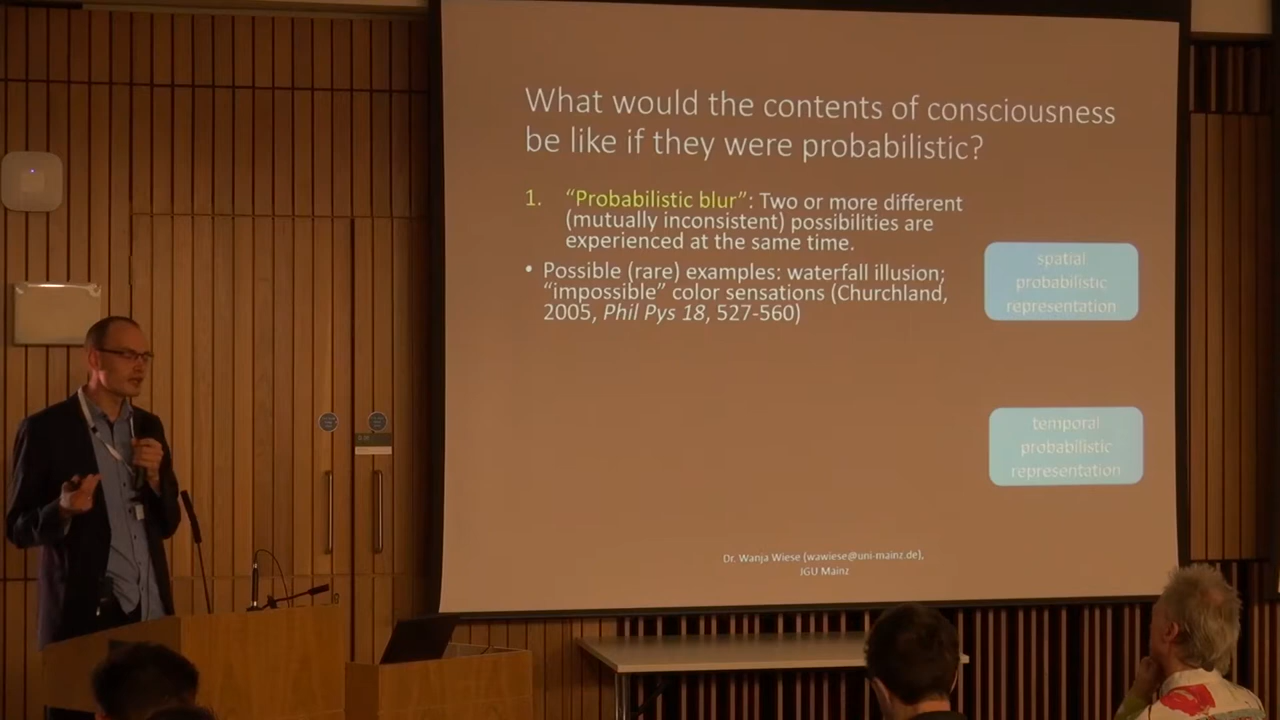 What would the contents of consciousness
be like if they were probabilistic?
1. “Probabilistic blur”: Two or more different
(mutually inconsistent) possibilities are
experienced at the same time.
• Possible (rare) examples: waterfall illusion;
“impossible” color sensations (Churchland,
2005, Phil Pys 18, 527-560)
spatial
probabilistic
representation
temporal
probabilistic
representation
Dr. Wanja Wiese (wawiese@uni-mainz.de),
JGU Mainz